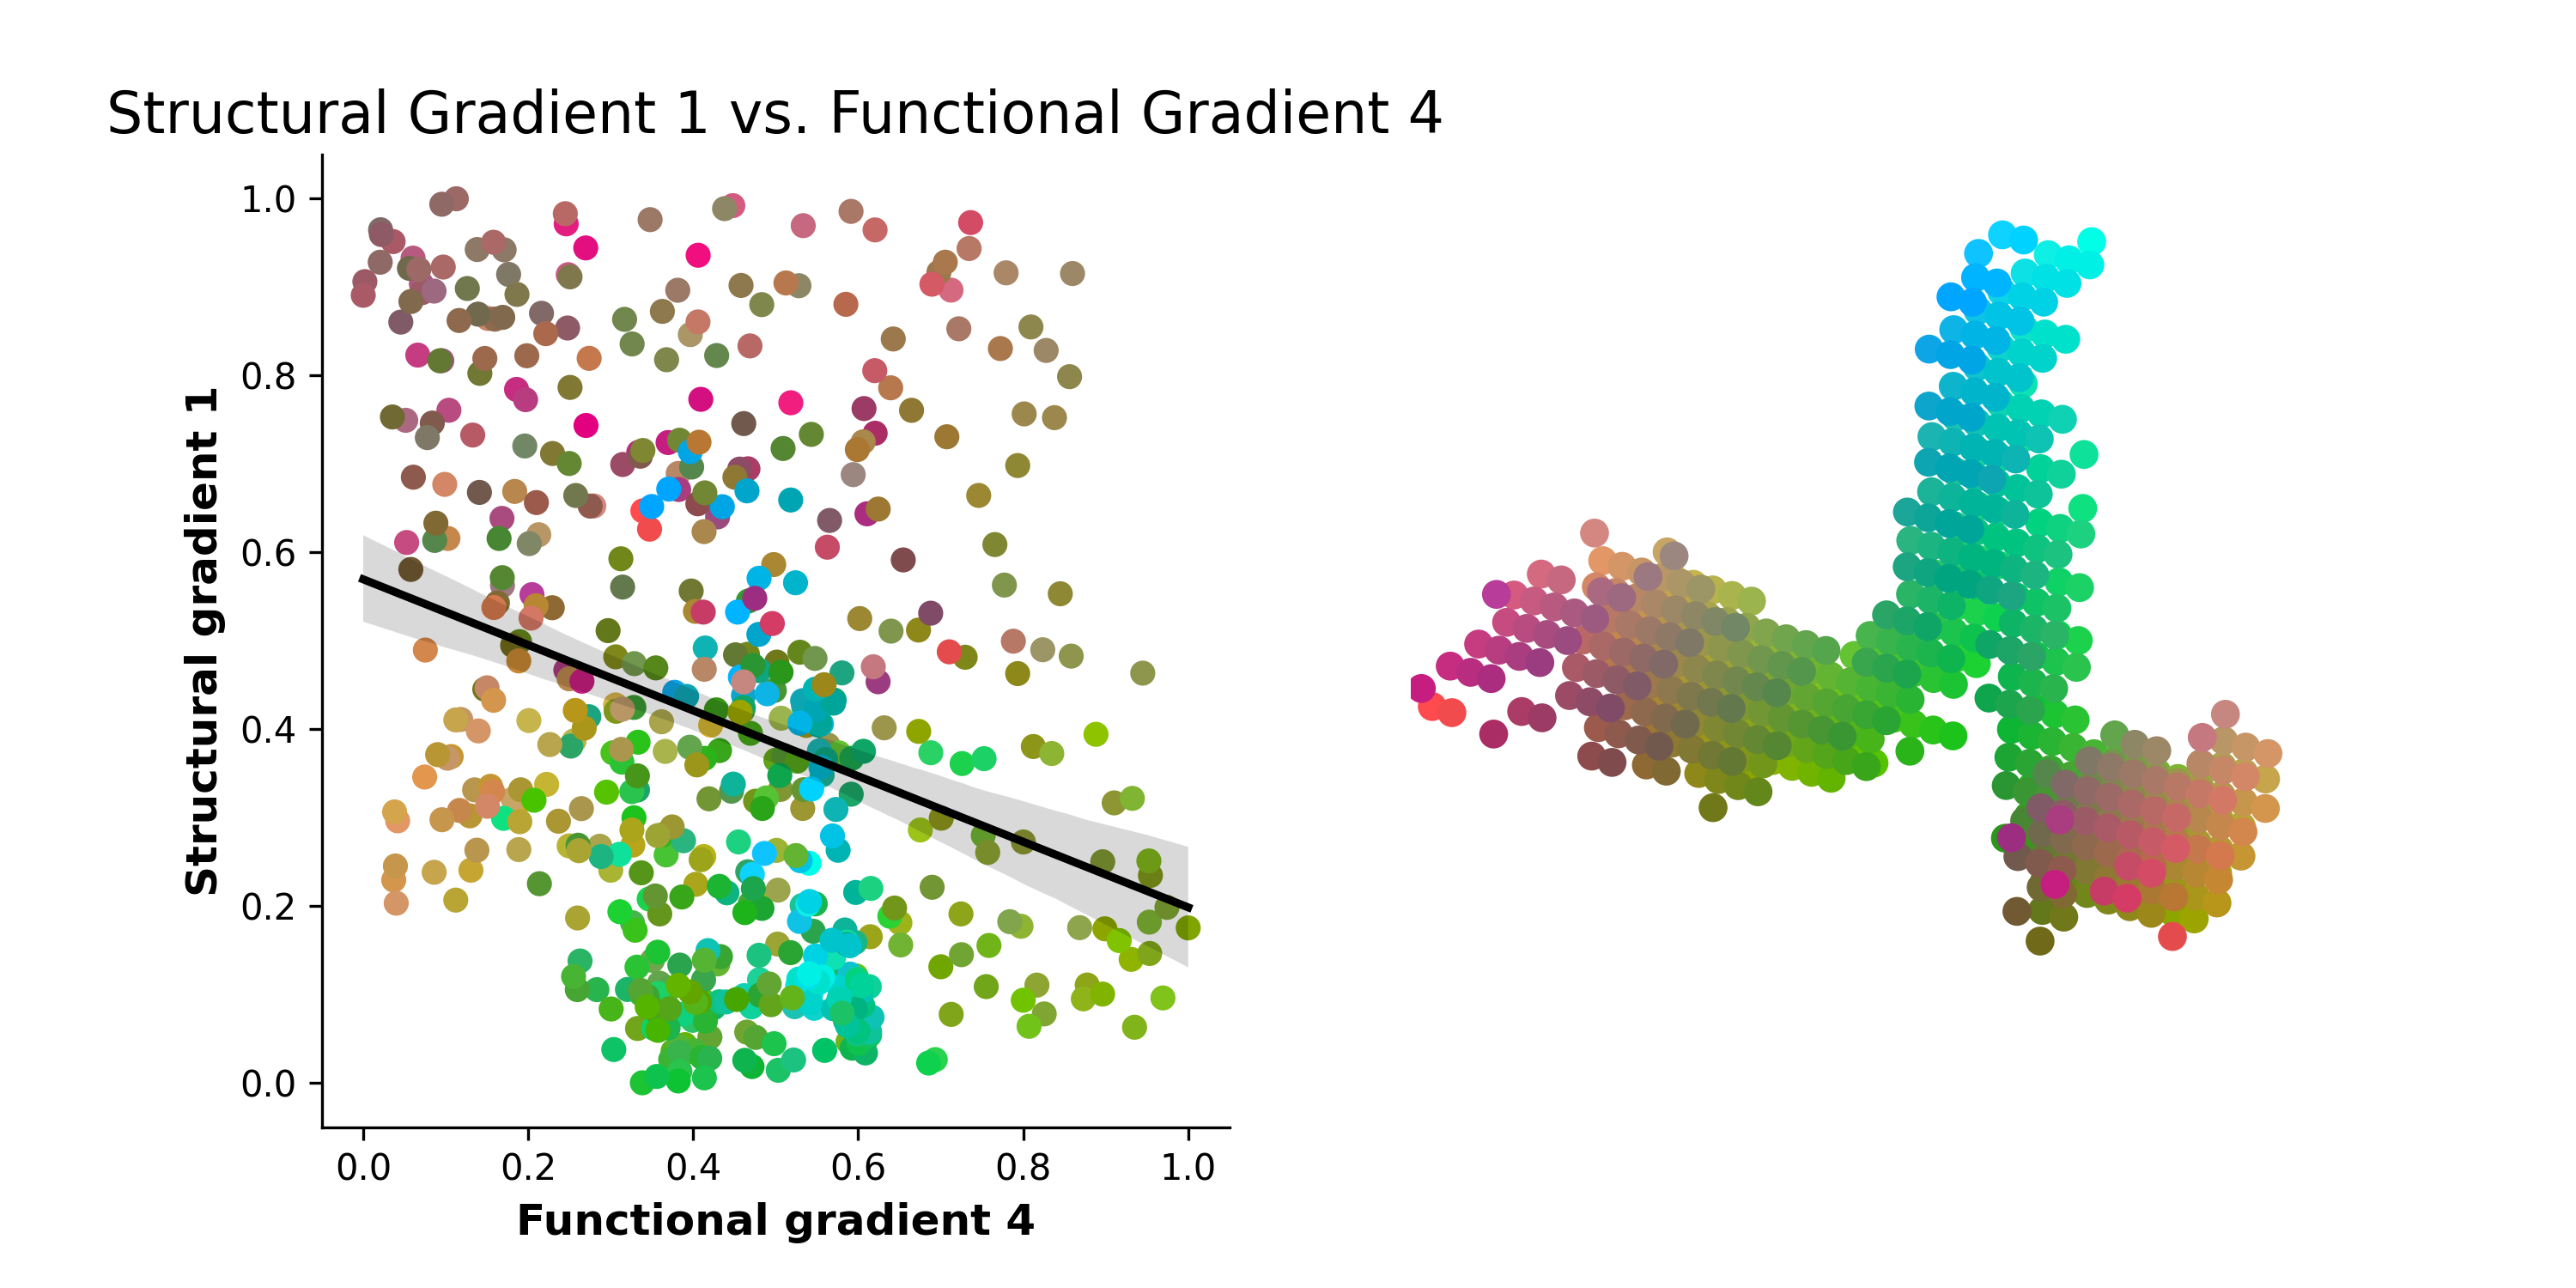 Structural Gradient 1 vs. Functional Gradient 4
Structural gradient 1
1.0
0.8
0.6
0.4
0.2
0.0
0.0 0.2 0.4 0.6 0.8 1.0
Functional gradient 4